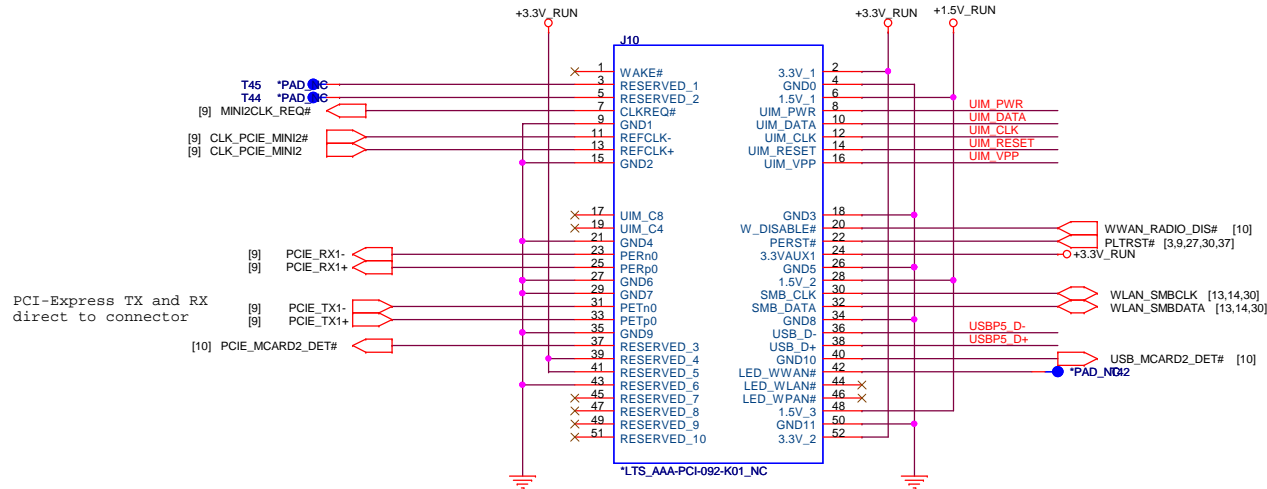 +3.3V_RUN
+3.3V_RUN
+1.5V_RUN
J10
1 WAKE# 3.3V_1 2
T45 *PAD_NC 3 RESERVED_1 GND0 4
T44 *PAD_NC 5 RESERVED_2 1.5V_1 6
[9] MINI2CLK_REQ# 7 CLKREQ# UIM_PWR 8 UIM_PWR
9 GND1 UIM_DATA 10 UIM_DATA
[9] CLK_PCIE_MINI2# 11 REFCLK- UIM_CLK 12 UIM_CLK
[9] CLK_PCIE_MINI2 13 REFCLK+ UIM_RESET 14 UIM_RESET
15 GND2 UIM_VPP 16 UIM_VPP
17 UIM_C8 GND3 18
19 UIM_C4 W_DISABLE# 20 WWAN_RADIO_DIS# [10]
21 GND4 PERST# 22 PLTRST# [3,9,27,30,37]
[9] PCIE_RX1- 23 PERn0 3.3VAUX1 24 +3.3V_RUN
[9] PCIE_RX1+ 25 PERp0 GND5 26
27 GND6 1.5V_2 28
29 GND7 SMB_CLK 30 WLAN_SMBCLK [13,14,30]
PCI-Express TX and RX
direct to connector
[9] PCIE_TX1- 31 PETn0 SMB_DATA 32 WLAN_SMBDATA [13,14,30]
[9] PCIE_TX1+ 33 PETp0 GND8 34
35 GND9 USB_D- 36 USBP5_D-
[10] PCIE_MCARD2_DET# 37 RESERVED_3 USB_D+ 38 USBP5_D+
39 RESERVED_4 GND10 40 USB_MCARD2_DET# [10]
41 RESERVED_5 LED_WWAN# 42 *PAD_NC T42
43 RESERVED_6 LED_WLAN# 44
45 RESERVED_7 LED_WPAN# 46
47 RESERVED_8 1.5V_3 48
49 RESERVED_9 GND11 50
51 RESERVED_10 3.3V_2 52
*LTS_AAA-PCI-092-K01_NC